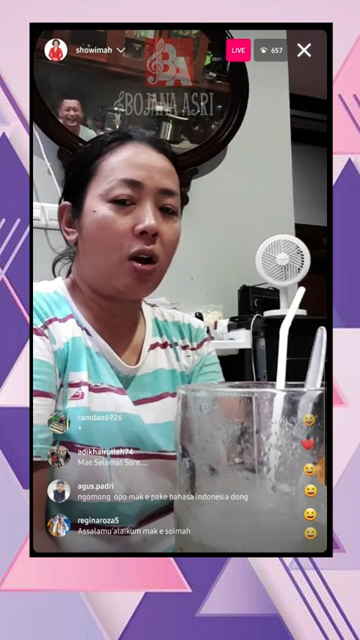 showimah
LIVE
657
BA
BOJANA ASRI
ramdan6926
adikhairullah74
Mae Selamat Sore....
agus.padri
ngomong opo mak e pake bahasa indonesia dong
reginaroza5
Assalamu'alaikum mak e soimah